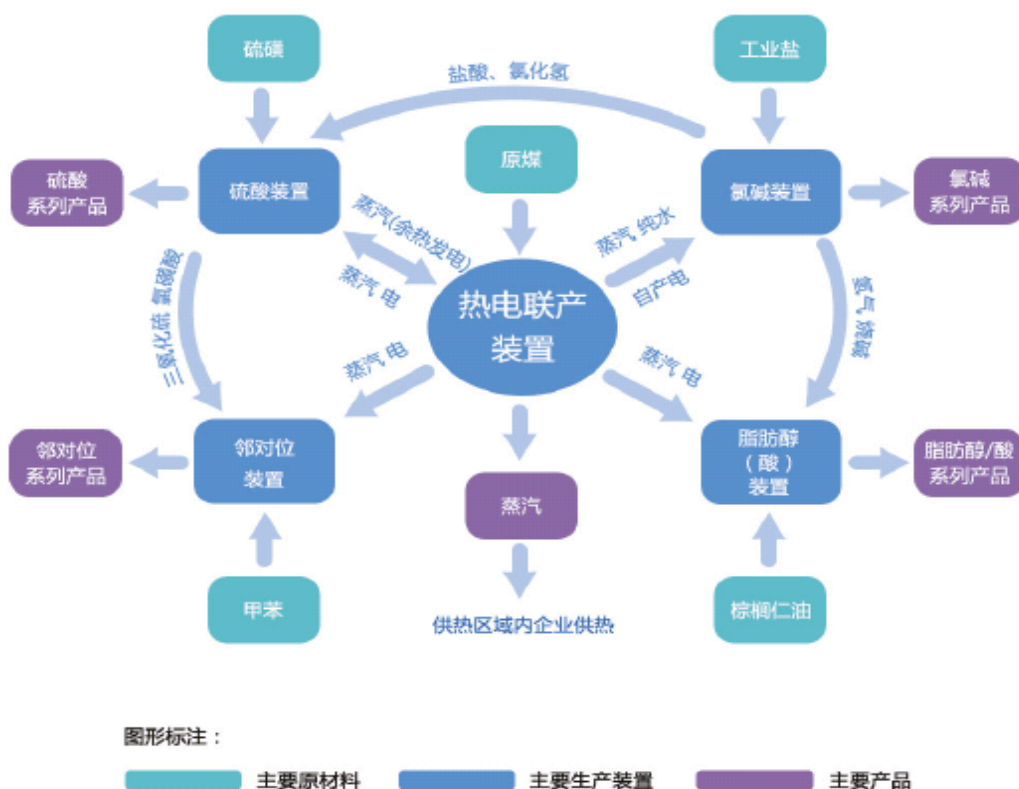 硫磺
工业盐
盐酸、氯化氢
原煤
硫酸
系列产品
硫酸装置
氯碱装置
氯碱
系列产品
蒸汽(余热发电)
蒸汽 电
蒸汽 纯水
自产电
热电联产
装置
三氧化硫 氯磺酸
氢气 烧碱
蒸汽 电
蒸汽 电
邻对位
系列产品
邻对位
装置
蒸汽
脂肪醇
（酸）
装置
脂肪醇/酸
系列产品
甲苯
棕榈仁油
供热区域内企业供热
图形标注：
主要原材料
主要生产装置
主要产品